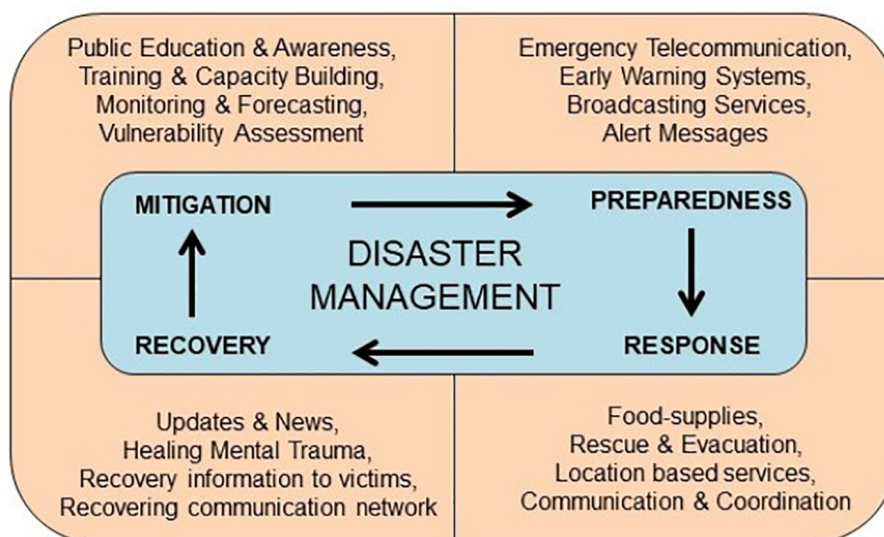 Public Education & Awareness,
Training & Capacity Building,
Monitoring & Forecasting,
Vulnerability Assessment
Emergency Telecommunication,
Early Warning Systems,
Broadcasting Services,
Alert Messages
MITIGATION
PREPAREDNESS
DISASTER
MANAGEMENT
RECOVERY
RESPONSE
Updates & News,
Healing Mental Trauma,
Recovery information to victims,
Recovering communication network
Food-supplies,
Rescue & Evacuation,
Location based services,
Communication & Coordination